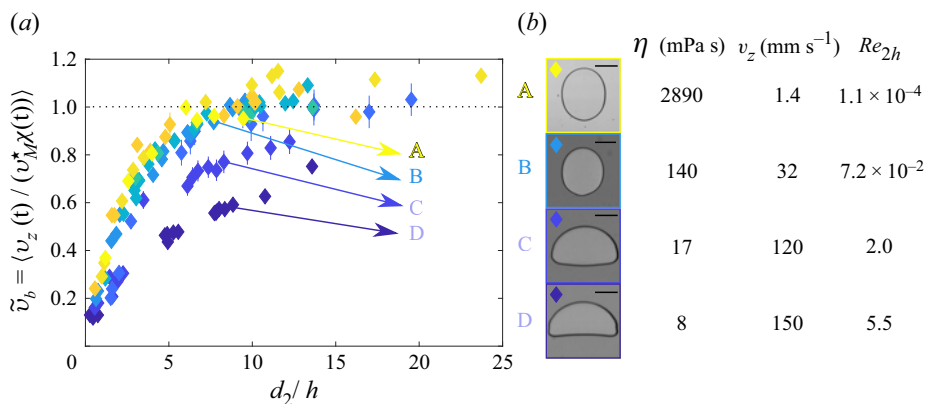 (a)
(b)
ṽ_b = ⟨v_z(t) / (v*_M χ(t))⟩
1.2
1.0
0.8
0.6
0.4
0.2
0
5
10
15
20
25
d₂/ h
A
B
C
D
η (mPa s) v_z (mm s⁻¹) Re₂ₕ
A 2890 1.4 1.1 × 10⁻⁴
B 140 32 7.2 × 10⁻²
C 17 120 2.0
D 8 150 5.5